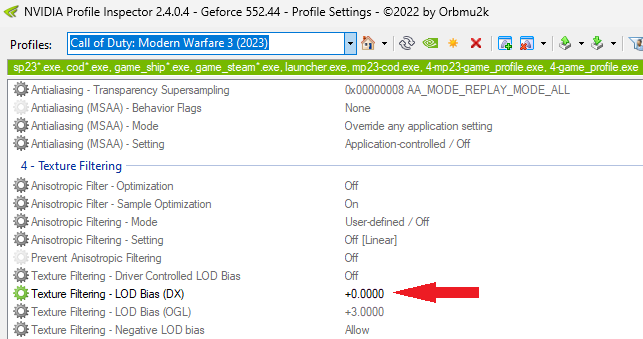 NVIDIA Profile Inspector 2.4.0.4 - Geforce 552.44 - Profile Settings - ©2022 by Orbmu2k
Profiles: Call of Duty: Modern Warfare 3 (2023)
sp23*.exe, cod*.exe, game_ship*.exe, game_steam*.exe, launcher.exe, mp23-cod.exe, 4-mp23-game_profile.exe, 4-game_profile.exe
Antialiasing - Transparency Supersampling 0x00000008 AA_MODE_REPLAY_MODE_ALL
Antialiasing (MSAA) - Behavior Flags None
Antialiasing (MSAA) - Mode Override any application setting
Antialiasing (MSAA) - Setting Application-controlled / Off
4 - Texture Filtering
Anisotropic Filter - Optimization Off
Anisotropic Filter - Sample Optimization On
Anisotropic Filtering - Mode User-defined / Off
Anisotropic Filtering - Setting Off [Linear]
Prevent Anisotropic Filtering Off
Texture Filtering - Driver Controlled LOD Bias Off
Texture Filtering - LOD Bias (DX) +0.0000
Texture Filtering - LOD Bias (OGL) +3.0000
Texture Filtering - Negative LOD bias Allow